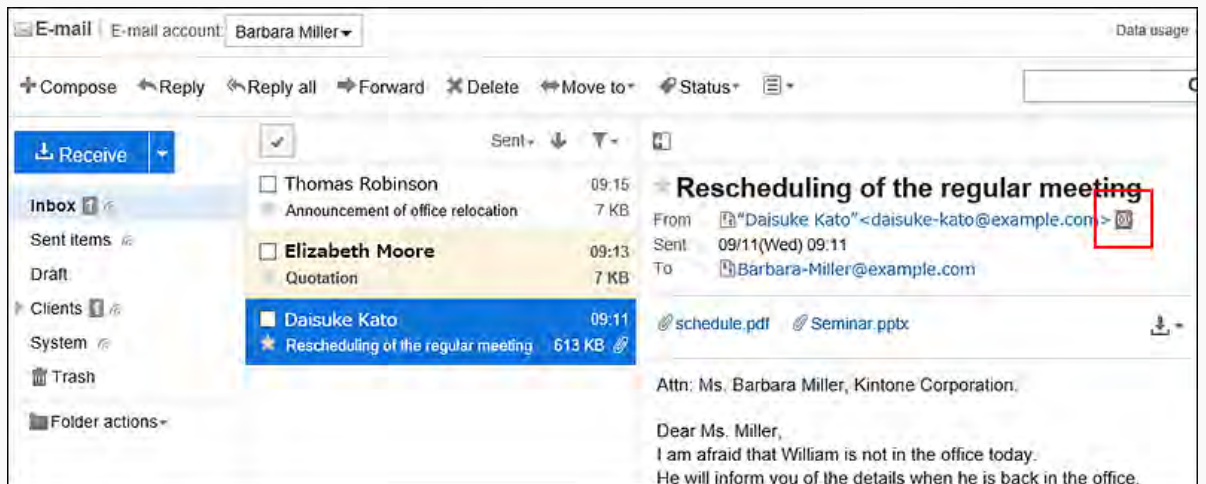 E-mail E-mail account: Barbara Miller Data usage
Compose Reply Reply all Forward Delete Move to Status
Receive
Inbox 1
Sent items
Draft
Clients 1
System
Trash
Folder actions
Sent
Thomas Robinson 09:15
Announcement of office relocation 7 KB
Elizabeth Moore 09:13
Quotation 7 KB
Daisuke Kato 09:11
Rescheduling of the regular meeting 613 KB
Rescheduling of the regular meeting
From "Daisuke Kato"<daisuke-kato@example.com>
Sent 09/11(Wed) 09:11
To Barbara-Miller@example.com
schedule.pdf Seminar.pptx
Attn: Ms. Barbara Miller, Kintone Corporation.
Dear Ms. Miller,
I am afraid that William is not in the office today.
He will inform you of the details when he is back in the office.